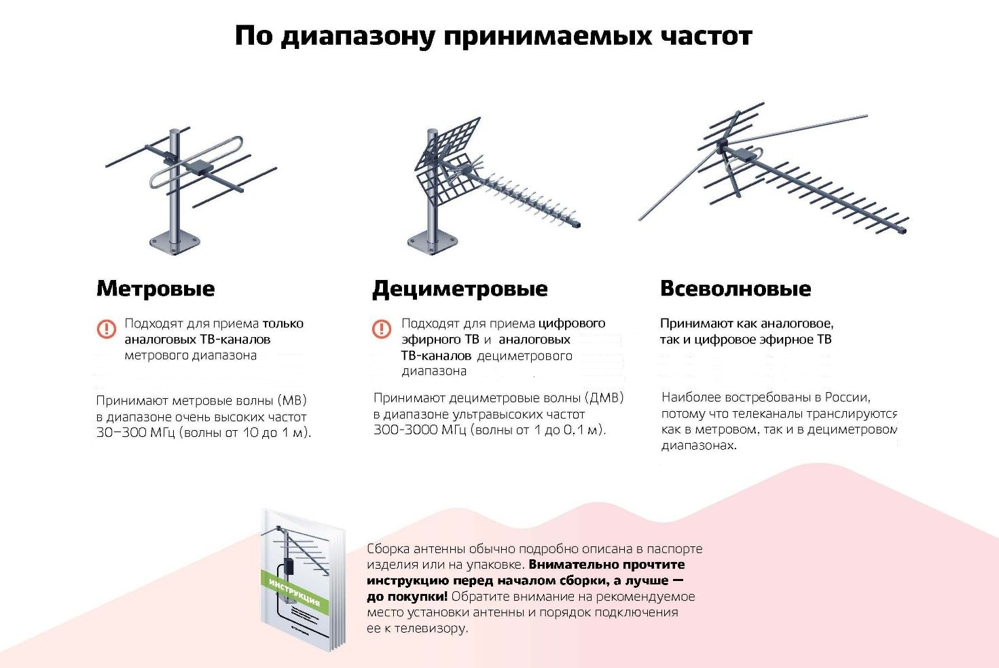 По диапазону принимаемых частот
Метровые
Подходят для приема только
аналоговых ТВ-каналов
метрового диапазона
Принимают метровые волны (МВ)
в диапазоне очень высоких частот
30–300 МГц (волны от 10 до 1 м).
Дециметровые
Подходят для приема цифрового
эфирного ТВ и аналоговых
ТВ-каналов дециметрового
диапазона
Принимают дециметровые волны (ДМВ)
в диапазоне ультравысоких частот
300-3000 МГц (волны от 1 до 0,1 м).
Всеволновые
Принимают как аналоговое,
так и цифровое эфирное ТВ
Наиболее востребованы в России,
потому что телеканалы транслируются
как в метровом, так и в дециметровом
диапазонах.
ИНСТРУКЦИЯ
Сборка антенны обычно подробно описана в паспорте
изделия или на упаковке. Внимательно прочтите
инструкцию перед началом сборки, а лучше —
до покупки! Обратите внимание на рекомендуемое
место установки антенны и порядок подключения
ее к телевизору.